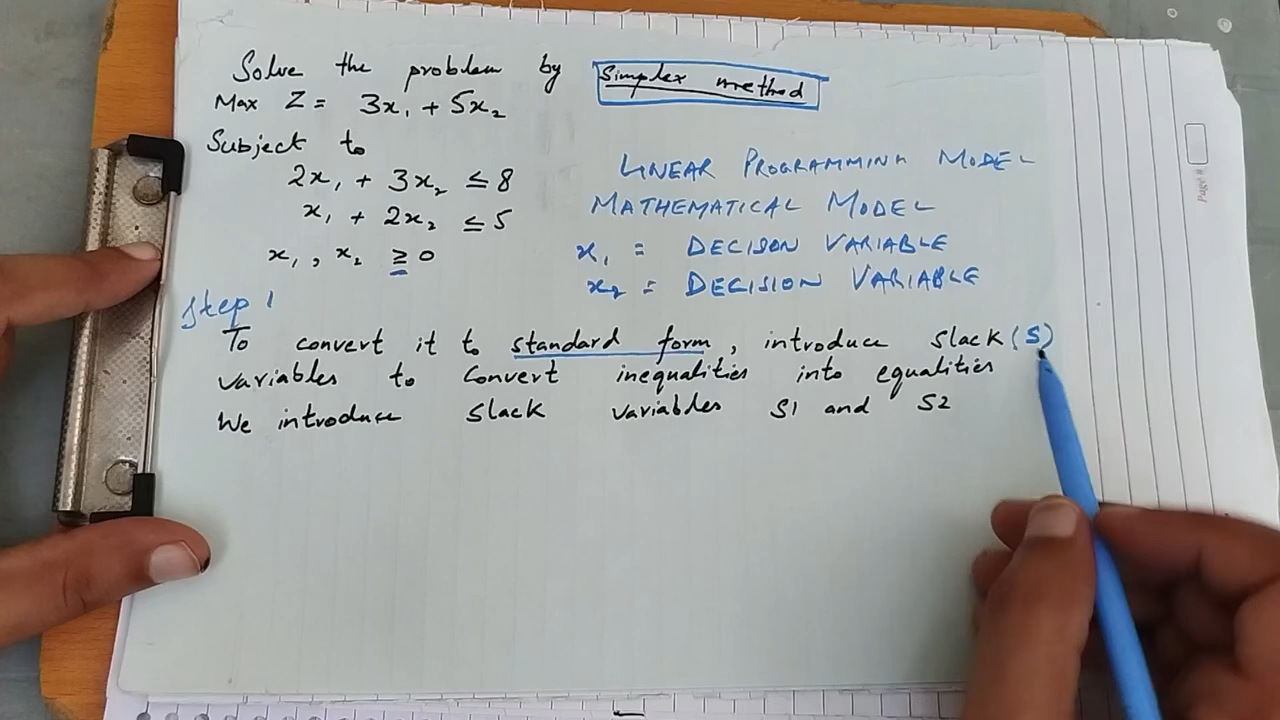 Solve the problem by Simplex method
Max Z = 3x₁ + 5x₂
Subject to
2x₁ + 3x₂ ≤ 8
x₁ + 2x₂ ≤ 5
x₁, x₂ ≥ 0
LINEAR PROGRAMMING MODEL
MATHEMATICAL MODEL
x₁ = DECISON VARIABLE
x₂ = DECISION VARIABLE
Step 1
To convert it to standard form, introduce slack (S)
variables to convert inequalities into equalities
We introduce slack variables S1 and S2
Page #